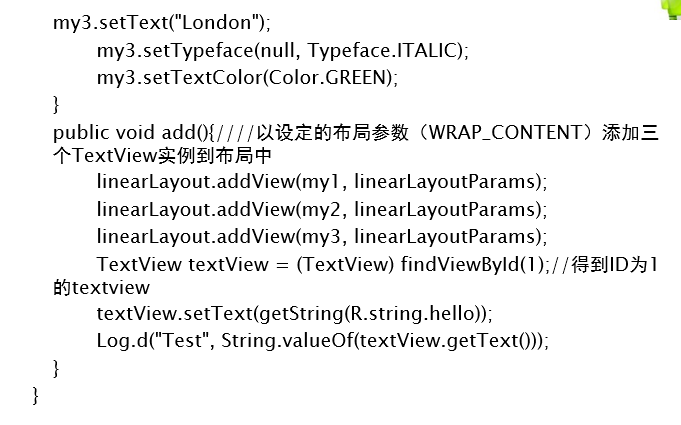 my3.setText("London");
my3.setTypeface(null, Typeface.ITALIC);
my3.setTextColor(Color.GREEN);
}
public void add(){////以设定的布局参数（WRAP_CONTENT）添加三
个TextView实例到布局中
linearLayout.addView(my1, linearLayoutParams);
linearLayout.addView(my2, linearLayoutParams);
linearLayout.addView(my3, linearLayoutParams);
TextView textView = (TextView) findViewById(1);//得到ID为1
的textview
textView.setText(getString(R.string.hello));
Log.d("Test", String.valueOf(textView.getText()));
}
}